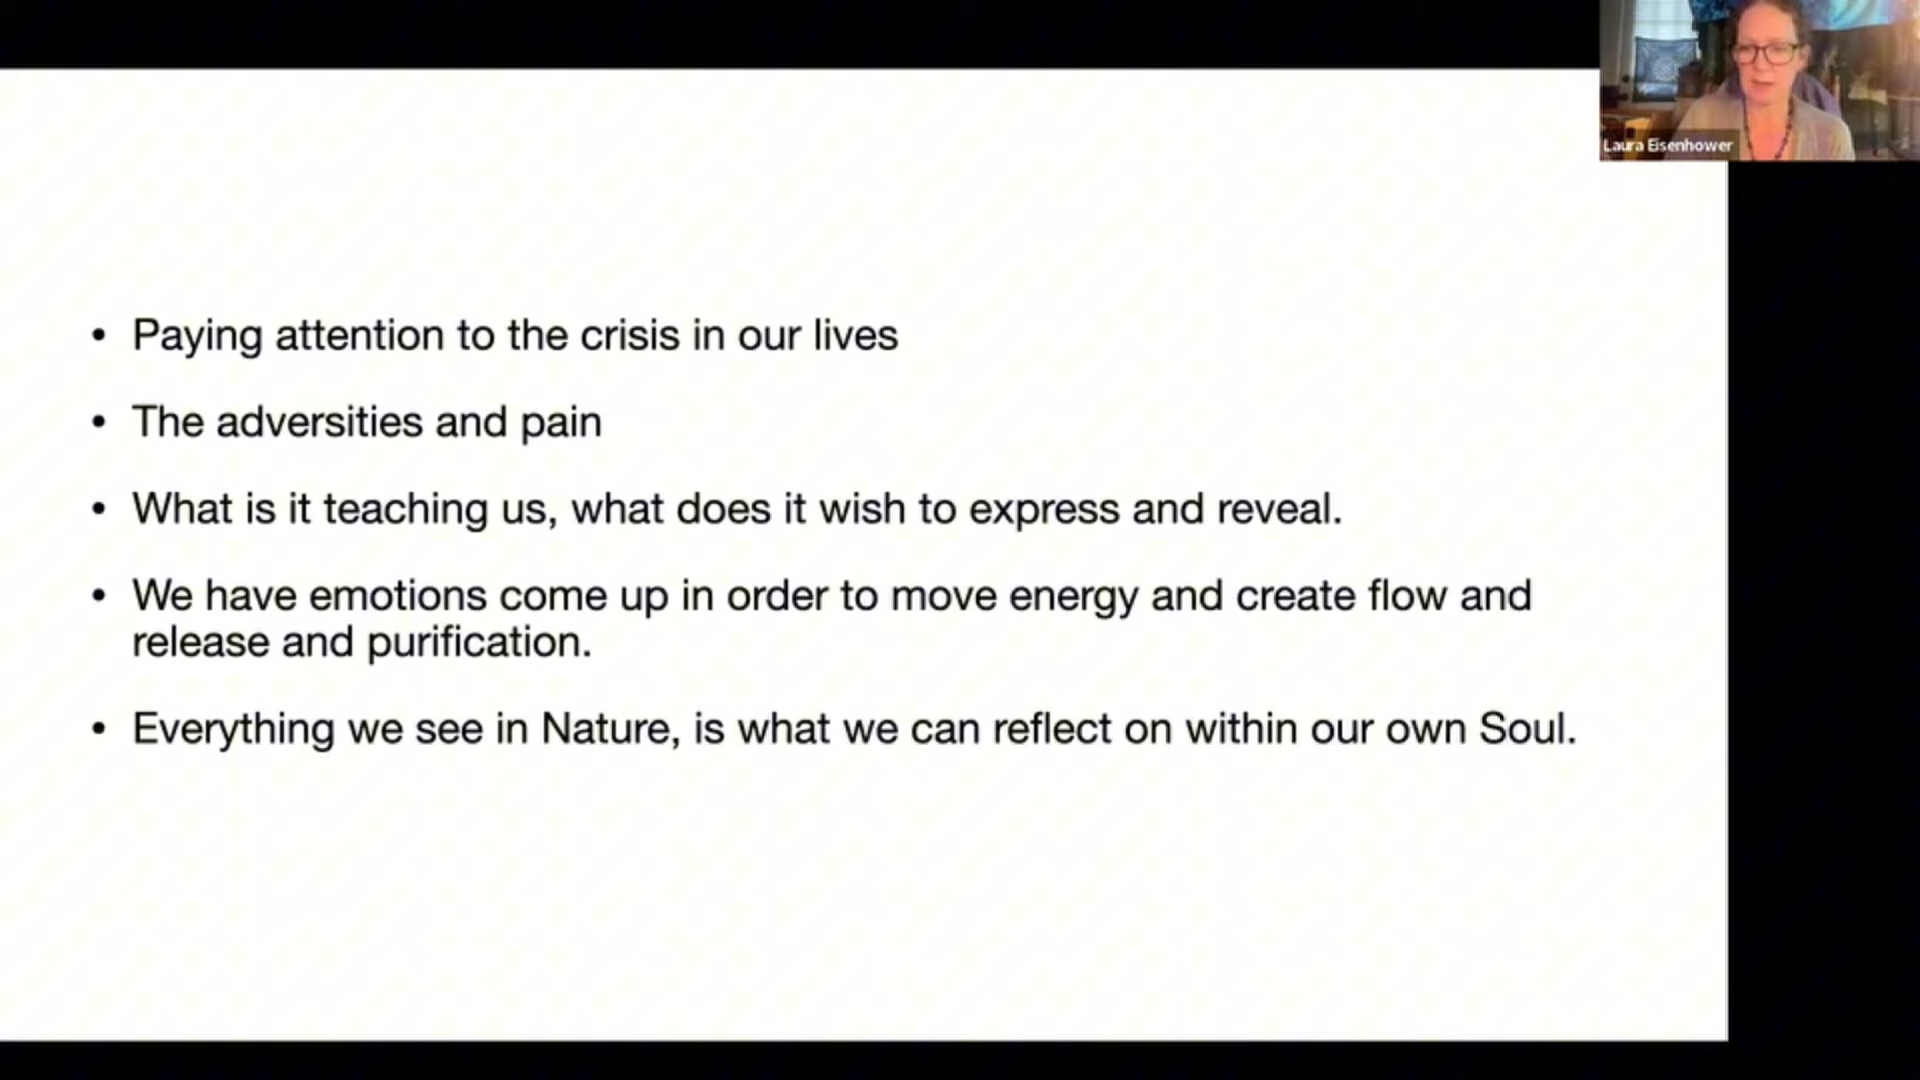 Laura Eisenhower
• Paying attention to the crisis in our lives
• The adversities and pain
• What is it teaching us, what does it wish to express and reveal.
• We have emotions come up in order to move energy and create flow and
release and purification.
• Everything we see in Nature, is what we can reflect on within our own Soul.